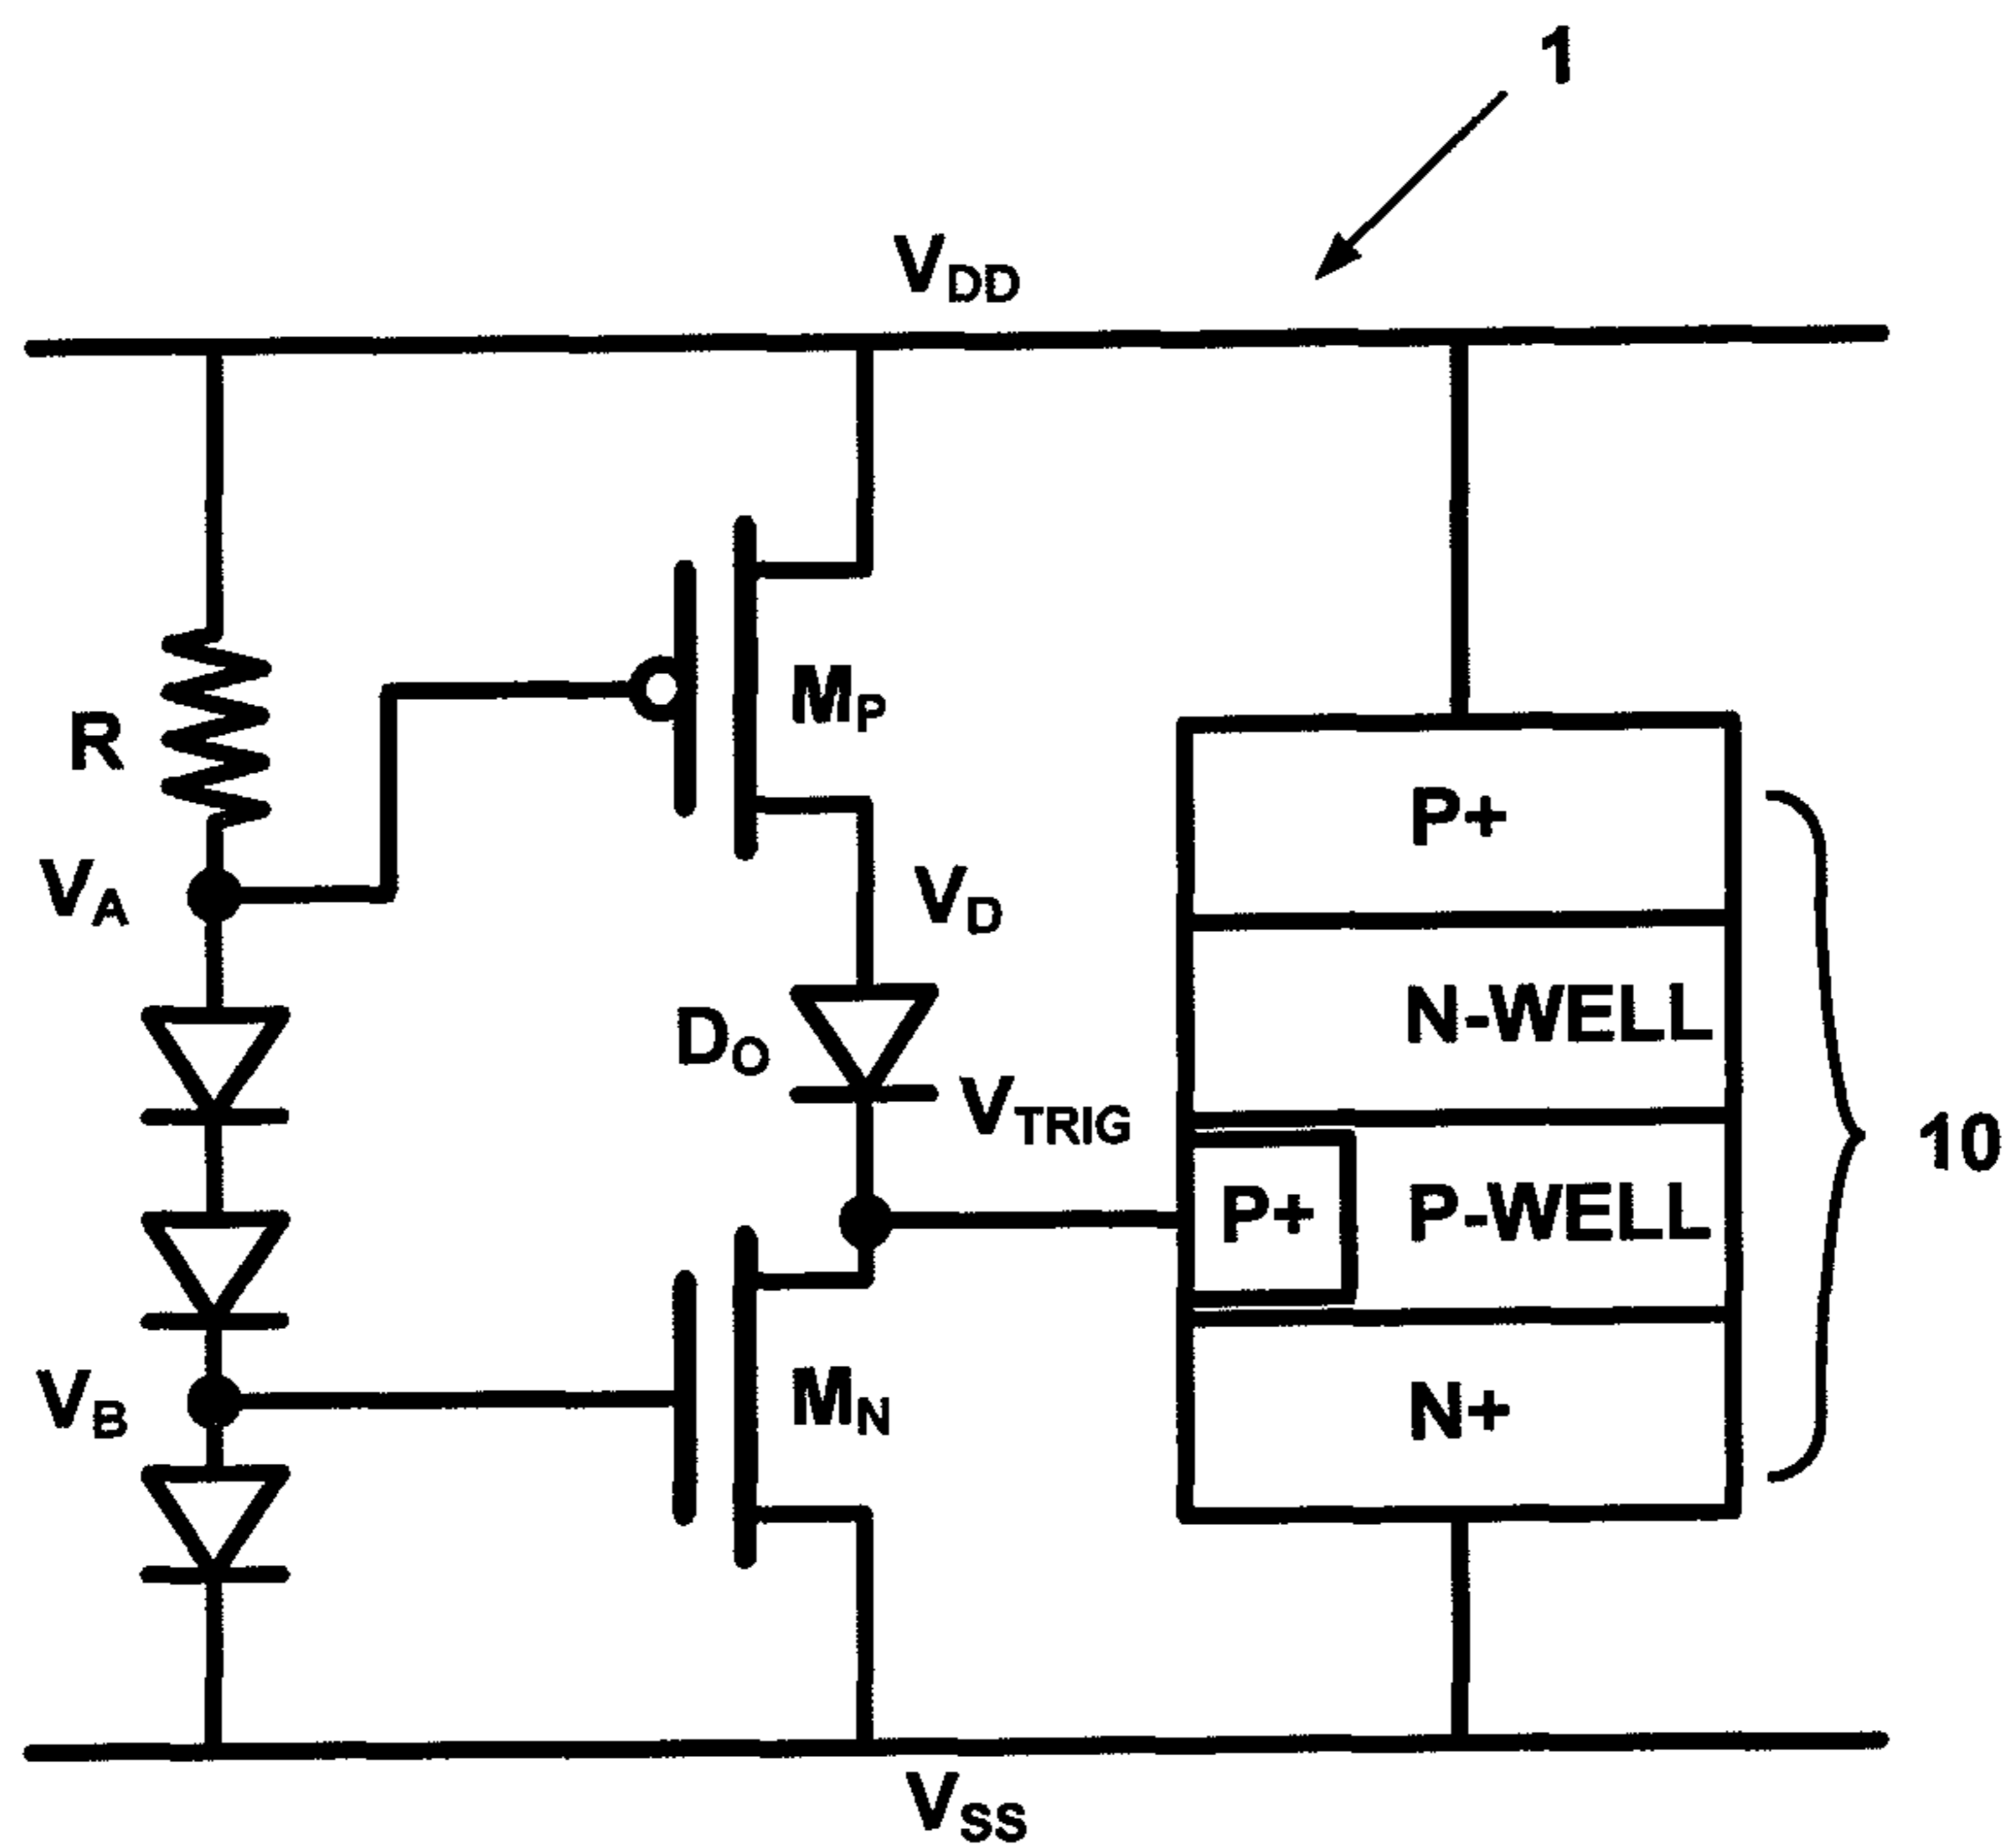 1
VDD
R
MP
P+
VA
VD
N-WELL
DO
VTRIG
10
P+ P-WELL
VB
MN
N+
VSS